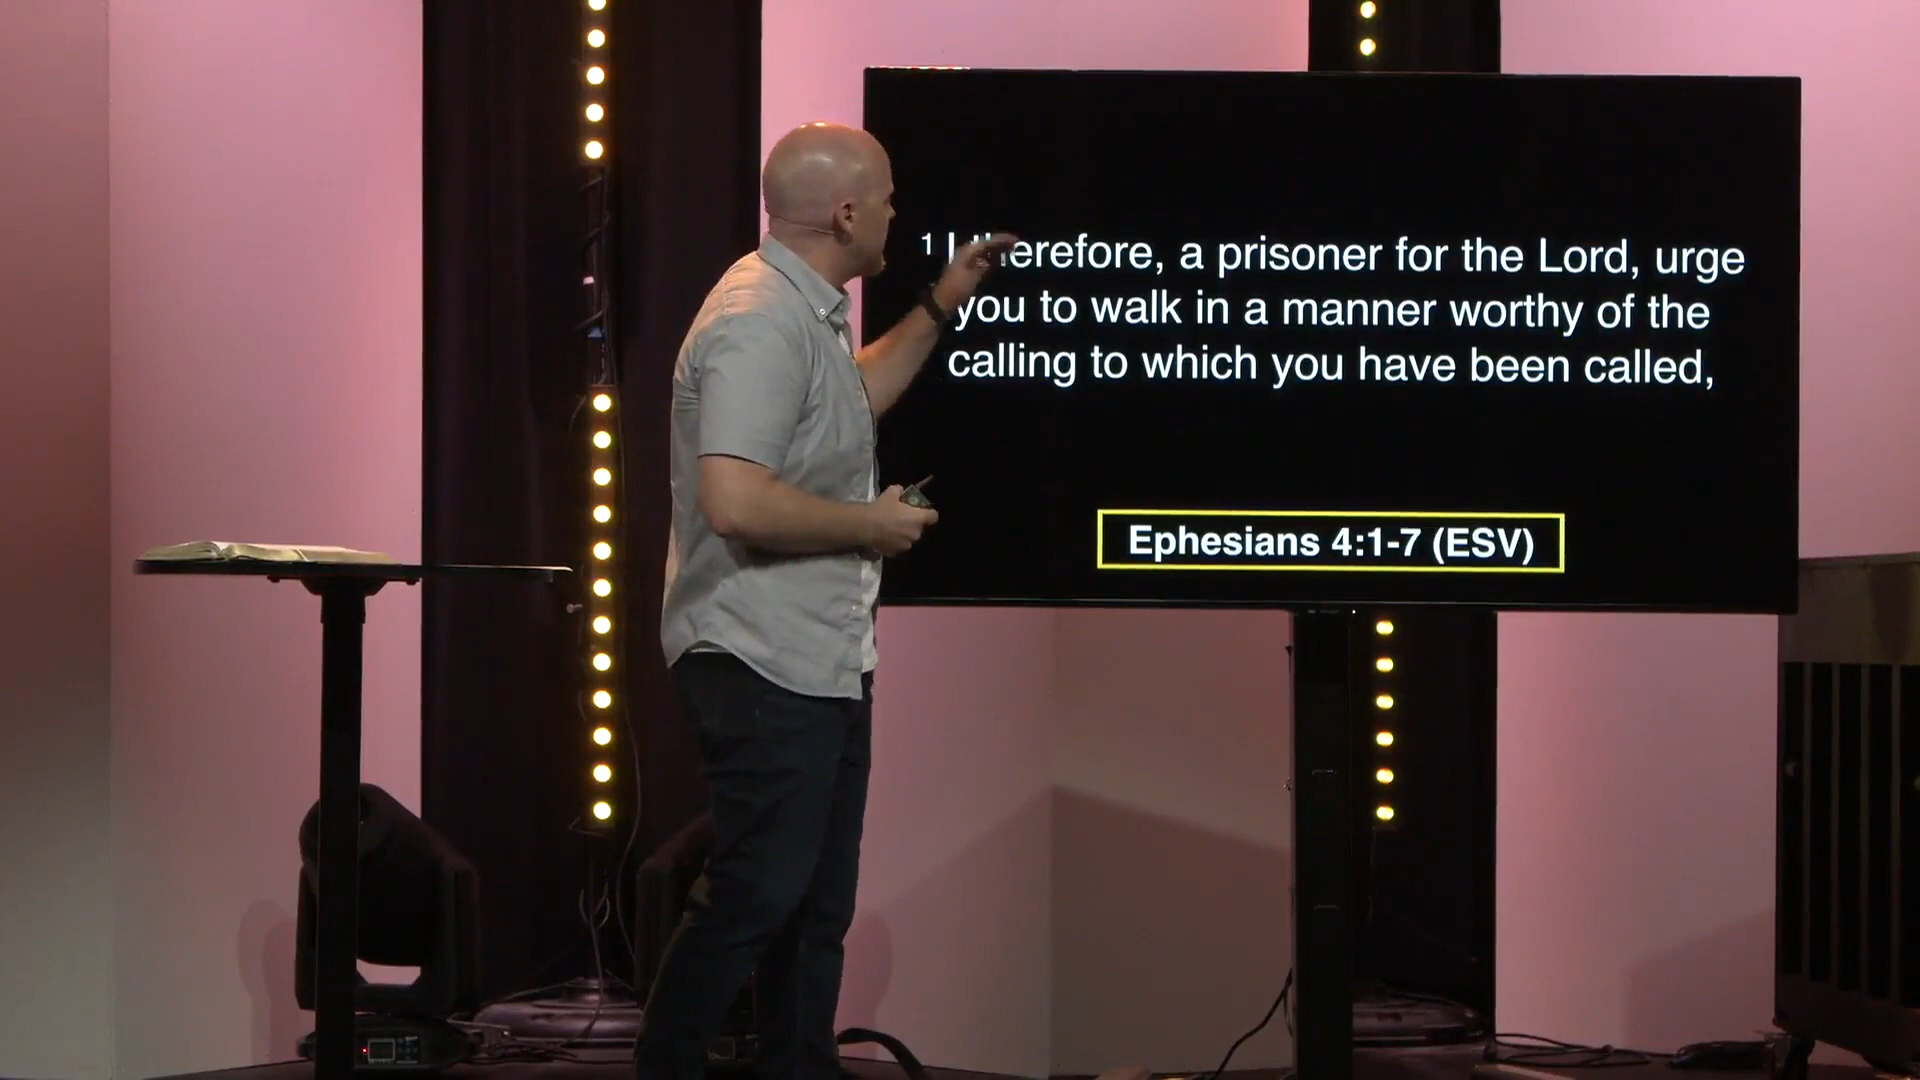 1 I therefore, a prisoner for the Lord, urge
you to walk in a manner worthy of the
calling to which you have been called,
Ephesians 4:1-7 (ESV)